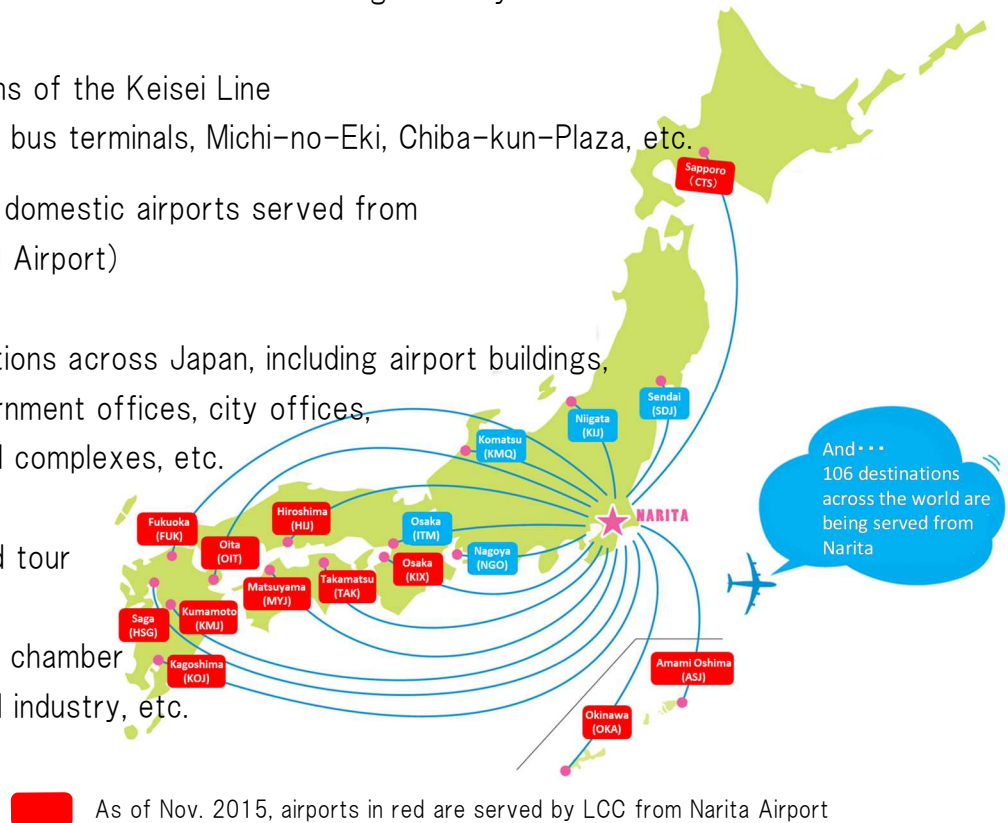 ns of the Keisei Line
bus terminals, Michi-no-Eki, Chiba-kun-Plaza, etc.
domestic airports served from
Airport)
tions across Japan, including airport buildings,
rnment offices, city offices,
l complexes, etc.
d tour
chamber
l industry, etc.
Sapporo
(CTS)
Sendai
(SDJ)
Niigata
(KIJ)
Komatsu
(KMQ)
And・・・
106 destinations
across the world are
being served from
Narita
NARITA
Hiroshima
(HIJ)
Osaka
(ITM)
Fukuoka
(FUK)
Oita
(OIT)
Nagoya
(NGO)
Osaka
(KIX)
Matsuyama
(MYJ)
Takamatsu
(TAK)
Saga
(HSG)
Kumamoto
(KMJ)
Kagoshima
(KOJ)
Amami Oshima
(ASJ)
Okinawa
(OKA)
As of Nov. 2015, airports in red are served by LCC from Narita Airport